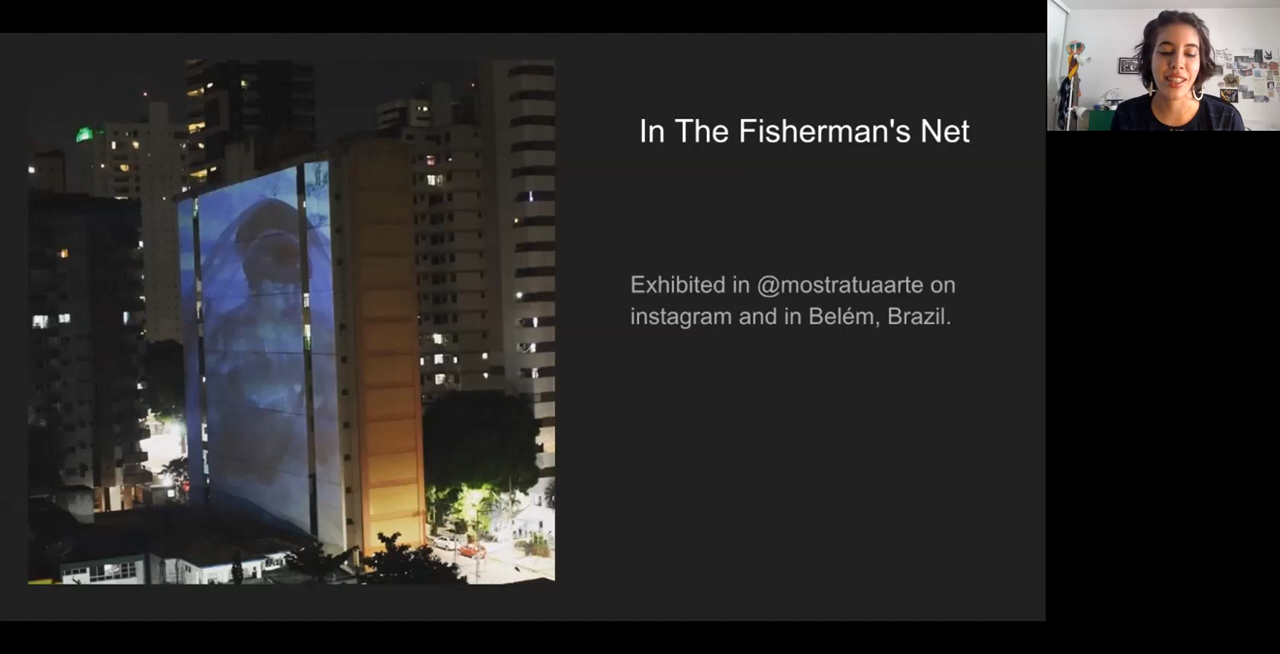 In The Fisherman's Net
Exhibited in @mostratuaarte on
instagram and in Belém, Brazil.